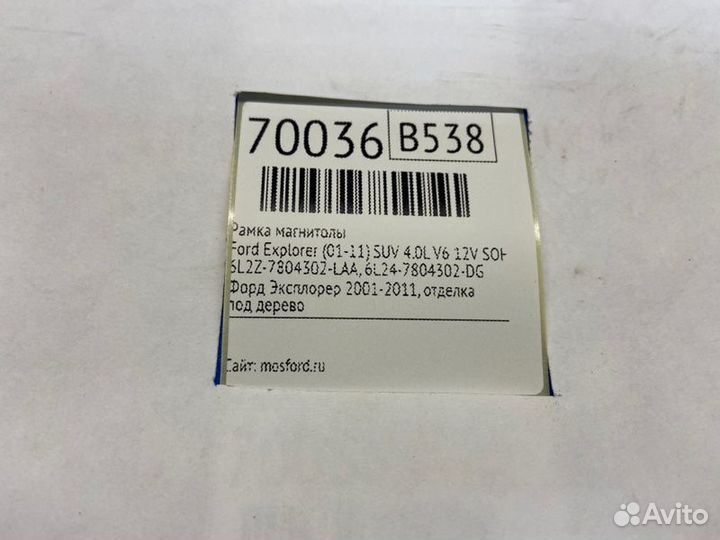 70036 B538
Рамка магнитолы
Ford Explorer (01-11) SUV 4.0L V6 12V SOH
6L2Z-7804302-LAA, 6L24-7804302-DG
Форд Эксплорер 2001-2011, отделка
под дерево
Сайт: mosford.ru
Avito